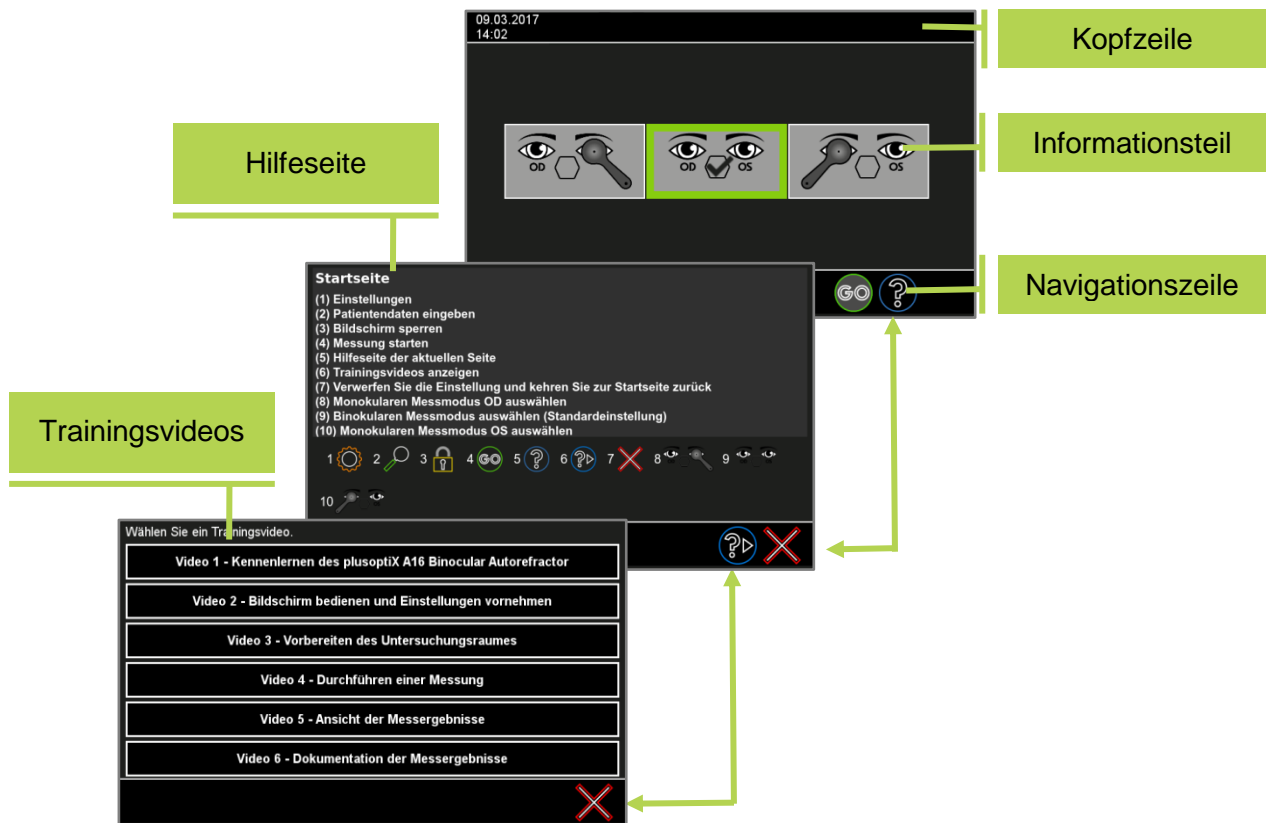 09.03.2017
14:02
Kopfzeile
OD
OD OS
OS
Informationsteil
GO ?
Navigationszeile
Hilfeseite
Startseite
(1) Einstellungen
(2) Patientendaten eingeben
(3) Bildschirm sperren
(4) Messung starten
(5) Hilfeseite der aktuellen Seite
(6) Trainingsvideos anzeigen
(7) Verwerfen Sie die Einstellung und kehren Sie zur Startseite zurück
(8) Monokularen Messmodus OD auswählen
(9) Binokularen Messmodus auswählen (Standardeinstellung)
(10) Monokularen Messmodus OS auswählen
1 2 3 4 GO 5 ? 6 ? 7 8 9
10
?
Trainingsvideos
Wählen Sie ein Trainingsvideo.
Video 1 - Kennenlernen des plusoptiX A16 Binocular Autorefractor
Video 2 - Bildschirm bedienen und Einstellungen vornehmen
Video 3 - Vorbereiten des Untersuchungsraumes
Video 4 - Durchführen einer Messung
Video 5 - Ansicht der Messergebnisse
Video 6 - Dokumentation der Messergebnisse